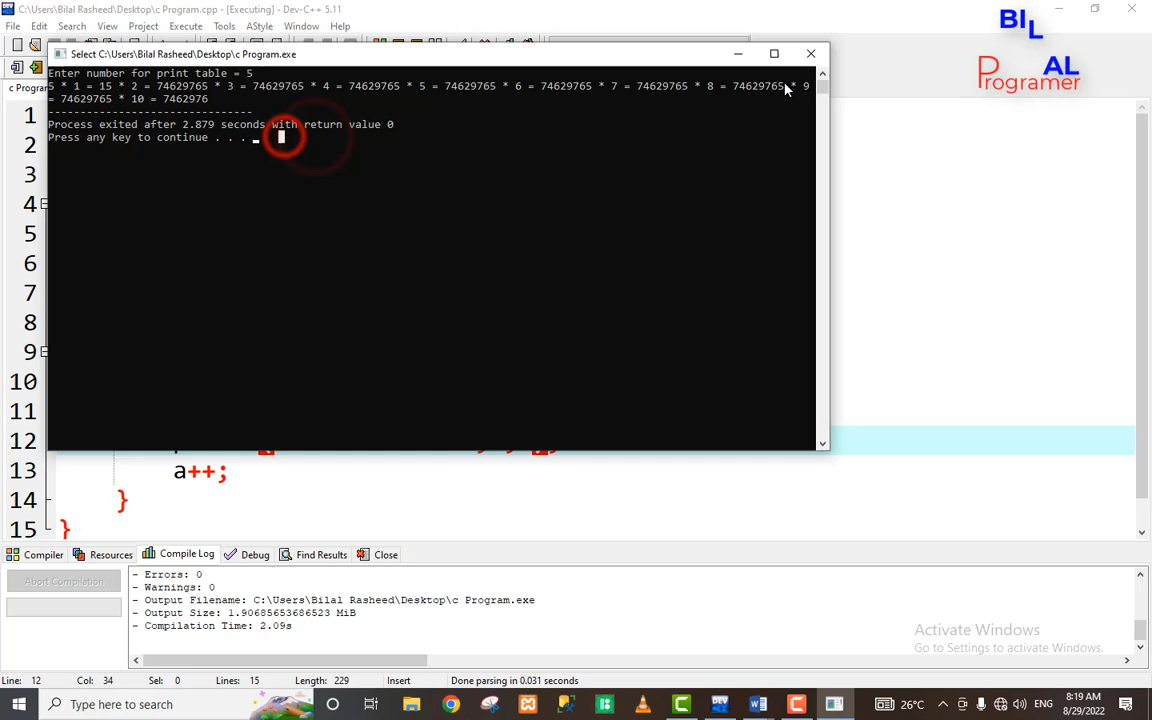 C:\Users\Bilal Rasheed\Desktop\c Program.cpp - [Executing] - Dev-C++ 5.11
File Edit Search View Project Execute Tools AStyle Window Help
BIL AL
Programer
Select C:\Users\Bilal Rasheed\Desktop\c Program.exe
Enter number for print table = 5
5 * 1 = 15 * 2 = 74629765 * 3 = 74629765 * 4 = 74629765 * 5 = 74629765 * 6 = 74629765 * 7 = 74629765 * 8 = 74629765 * 9
= 74629765 * 10 = 7462976
--------------------------------
Process exited after 2.879 seconds with return value 0
Press any key to continue . . .
c Progra
1
2
3
4
5
6
7
8
9
10
11
12
13 a++;
14 }
15 }
Compiler Resources Compile Log Debug Find Results Close
Abort Compilation
- Errors: 0
- Warnings: 0
- Output Filename: C:\Users\Bilal Rasheed\Desktop\c Program.exe
- Output Size: 1.90685653686523 MiB
- Compilation Time: 2.09s
Activate Windows
Go to Settings to activate Windows.
Line: 12 Col: 34 Sel: 0 Lines: 15 Length: 229 Insert Done parsing in 0.031 seconds
Type here to search
26°C ENG
8:19 AM
8/29/2022